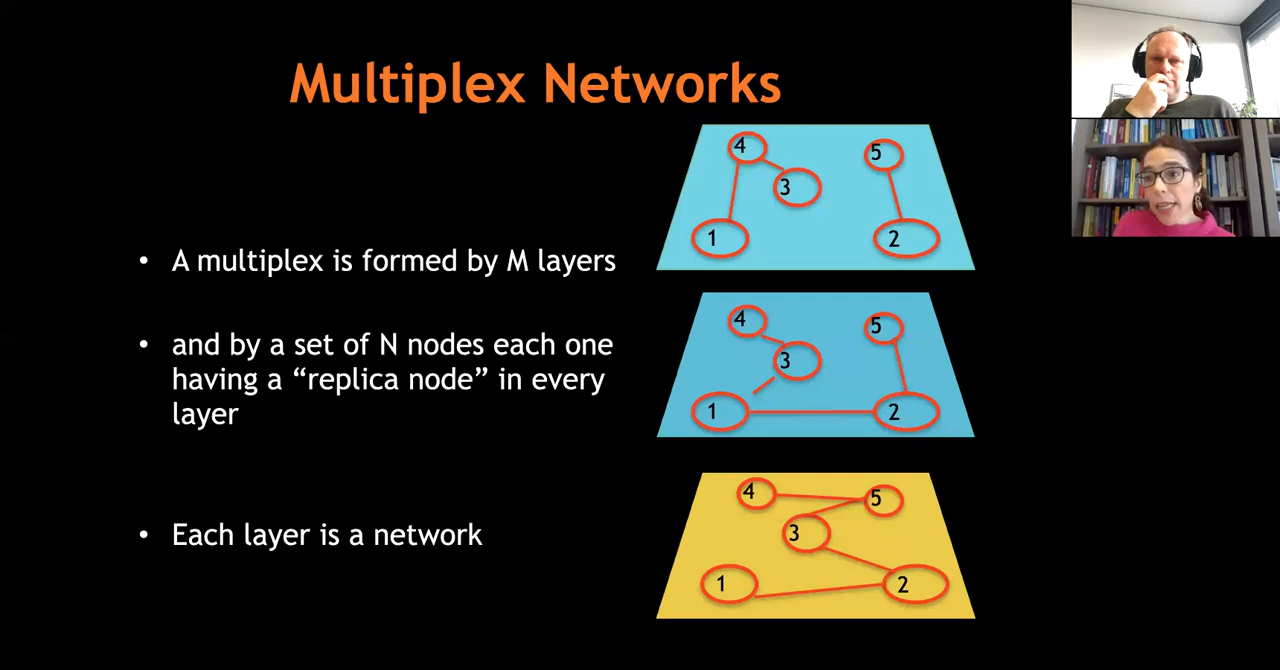 Multiplex Networks
• A multiplex is formed by M layers
• and by a set of N nodes each one
having a “replica node” in every
layer
• Each layer is a network
4
5
3
1
2
4
5
3
1
2
4
5
3
1
2